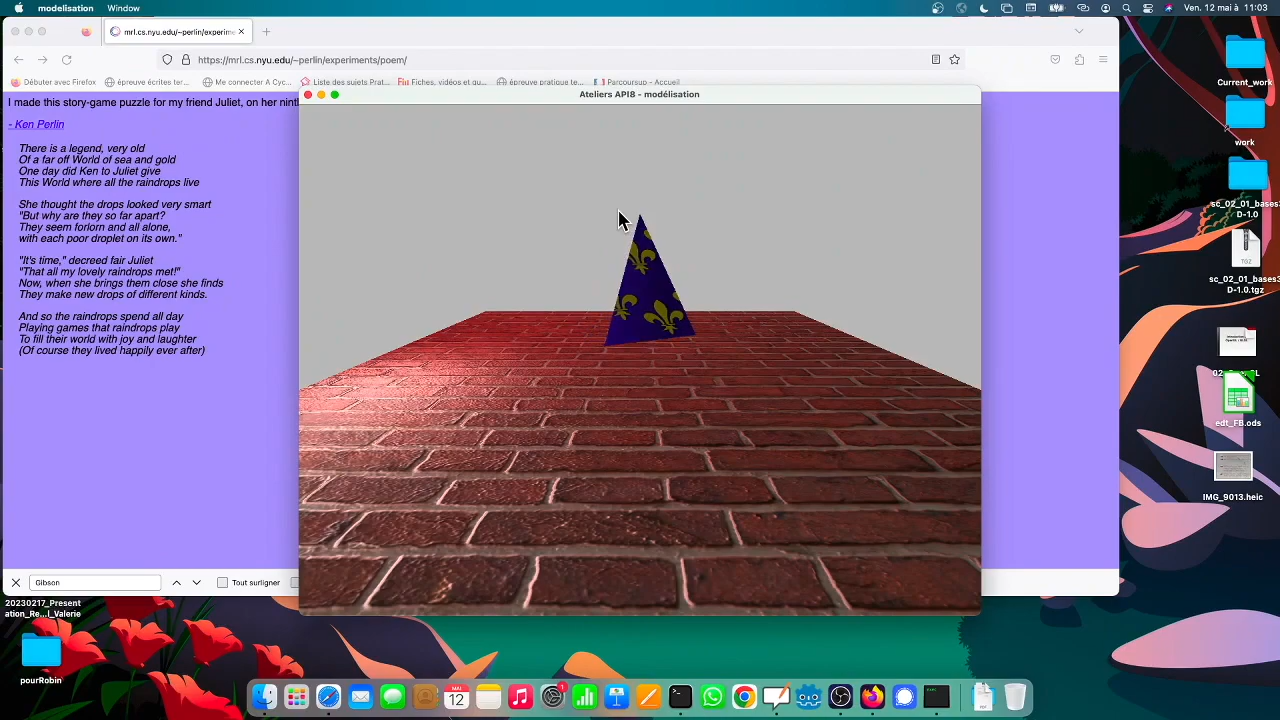 modelisation Window
Ven. 12 mai à 11:03
mrl.cs.nyu.edu/~perlin/experime
https://mrl.cs.nyu.edu/~perlin/experiments/poem/
Débuter avec Firefox
épreuve écrites ter...
Me connecter A Cyc...
Liste des sujets Prat...
Fiches, vidéos et qu...
épreuve pratique te...
Parcoursup - Accueil
I made this story-game puzzle for my friend Juliet, on her nint
- Ken Perlin
There is a legend, very old
Of a far off World of sea and gold
One day did Ken to Juliet give
This World where all the raindrops live
She thought the drops looked very smart
"But why are they so far apart?
They seem forlorn and all alone,
with each poor droplet on its own."
"It's time," decreed fair Juliet
"That all my lovely raindrops met!"
Now, when she brings them close she finds
They make new drops of different kinds.
And so the raindrops spend all day
Playing games that raindrops play
To fill their world with joy and laughter
(Of course they lived happily ever after)
Ateliers API8 - modélisation
Gibson
Tout surligner
Current_work
work
sc_02_01_bases3
D-1.0
TGZ
sc_02_01_bases3
D-1.0.tgz
edt_FB.ods
IMG_9013.heic
20230217_Present
ation_Re...l_Valerie
pourRobin
MAI
12
1
PDF